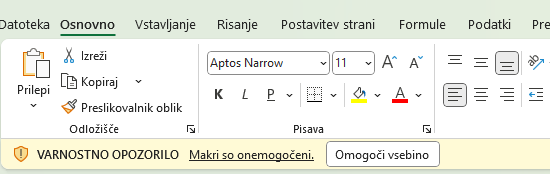 Datoteka Osnovno Vstavljanje Risanje Postavitev strani Formule Podatki Pre
Prilepi
Izreži
Kopiraj
Preslikovalnik oblik
Odložišče
Aptos Narrow 11 A A
K L P A
Pisava
VARNOSTNO OPOZORILO Makri so onemogočeni. Omogoči vsebino